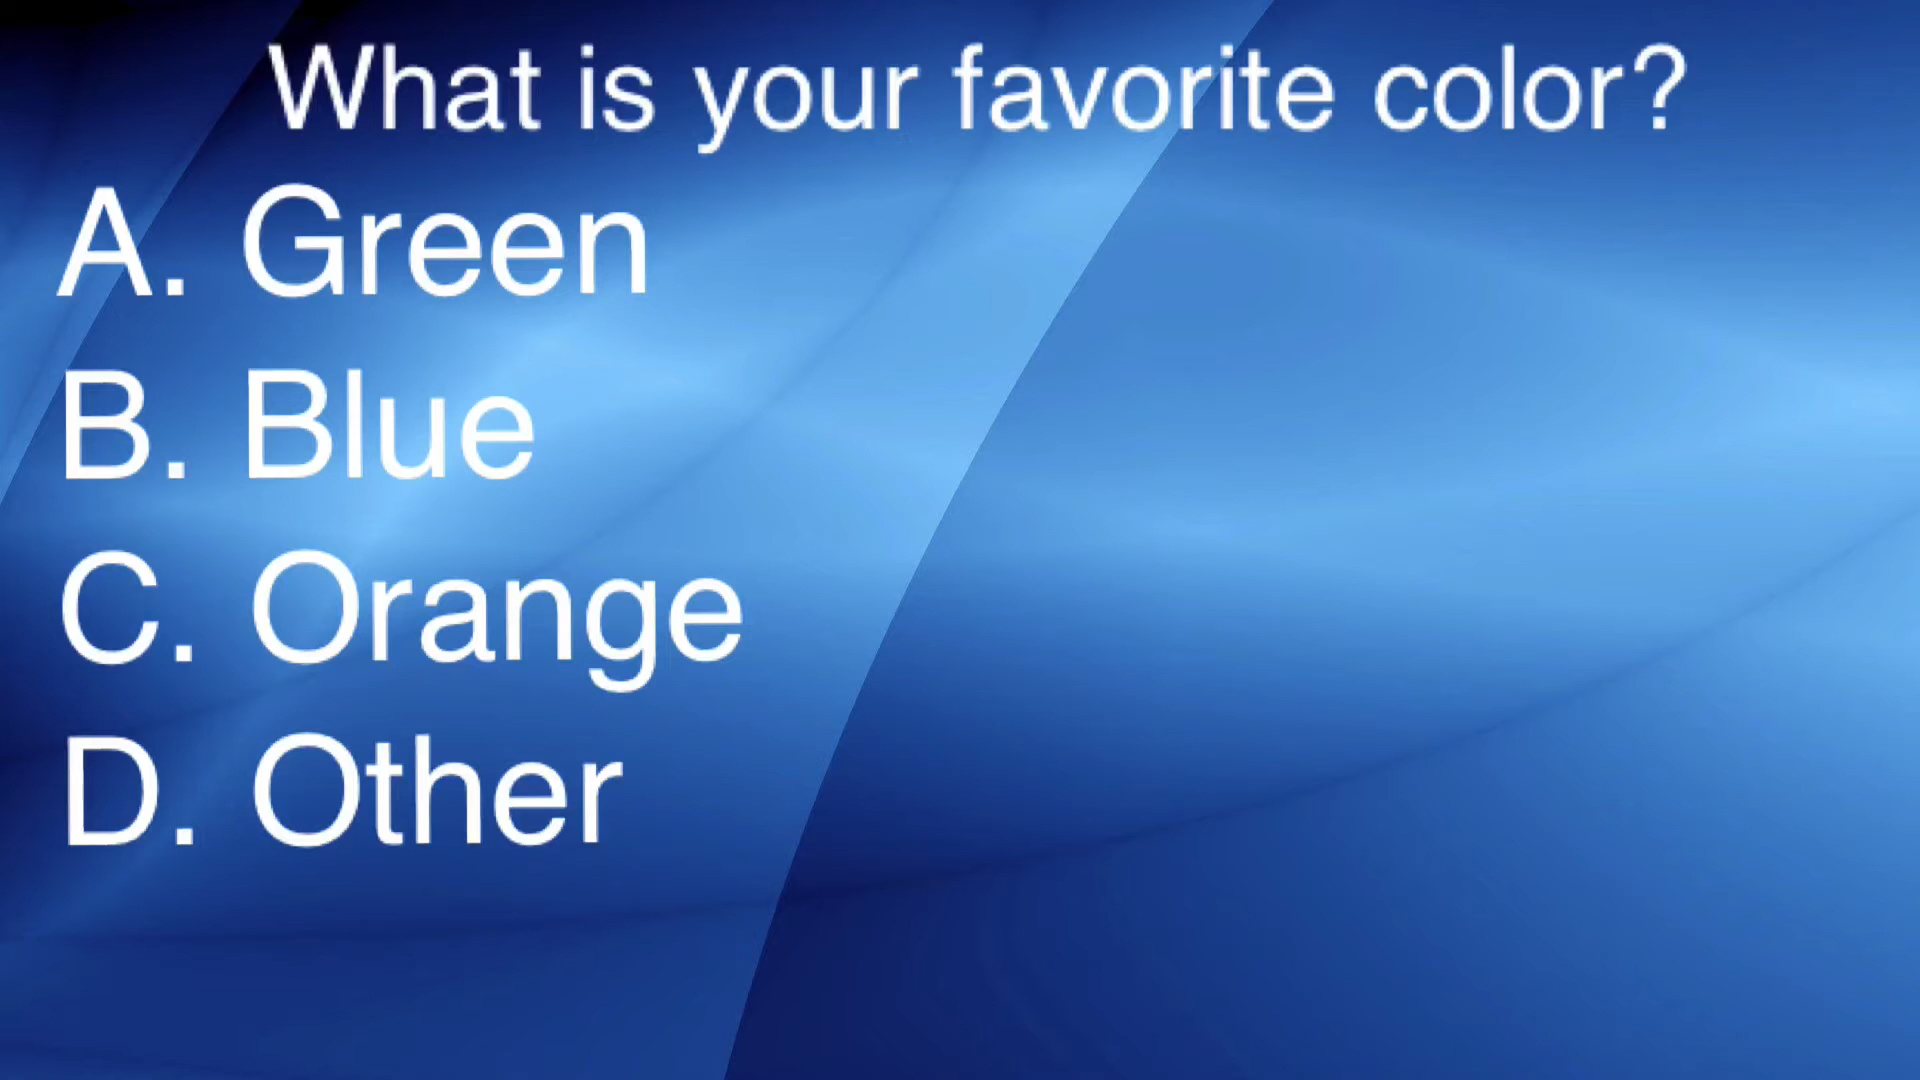 What is your favorite color?
A. Green
B. Blue
C. Orange
D. Other